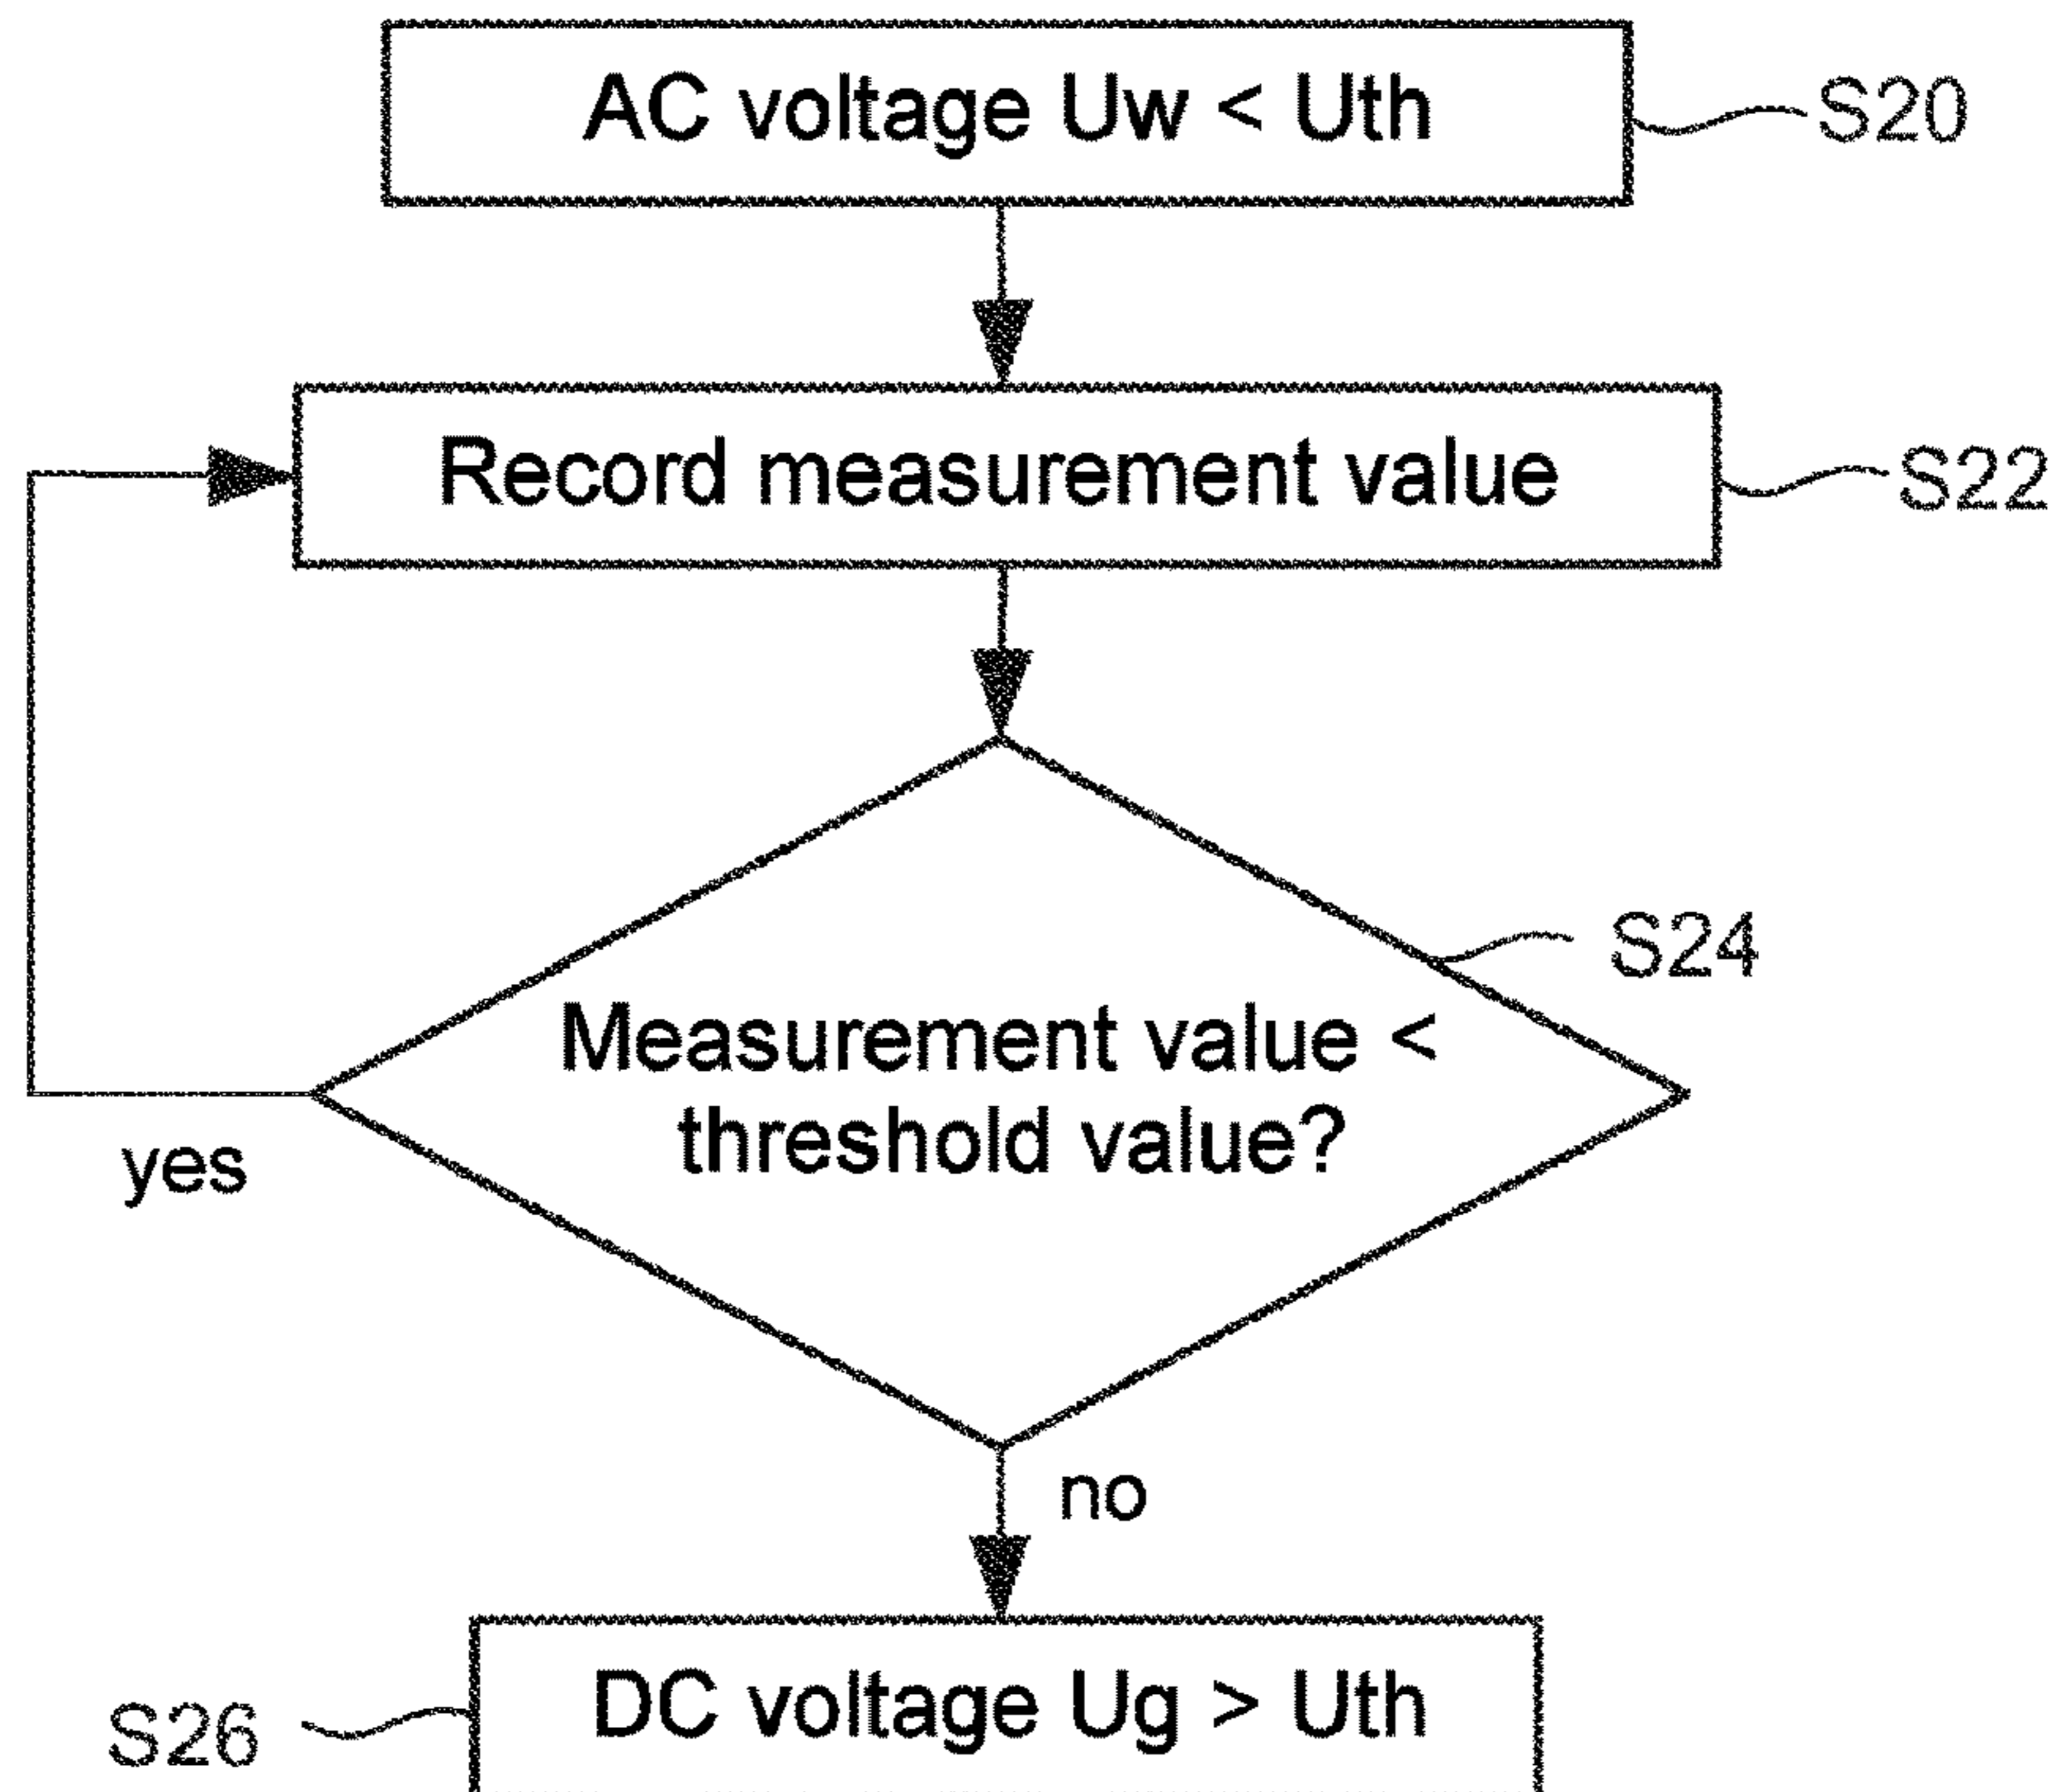 AC voltage Uw < Uth
S20
Record measurement value
S22
S24
Measurement value <
threshold value?
yes
no
DC voltage Ug > Uth
S26